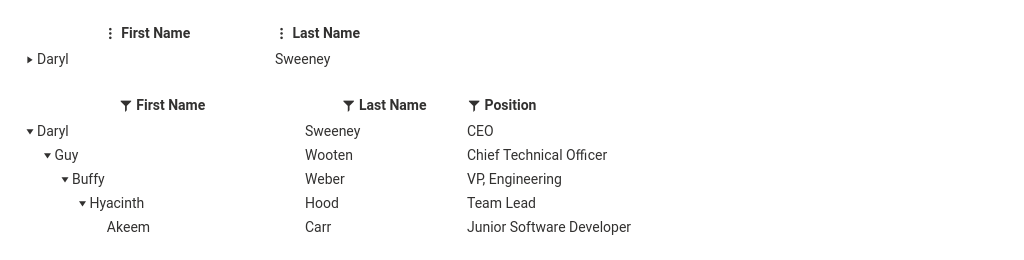 First Name Last Name
Daryl Sweeney
First Name Last Name Position
Daryl Sweeney CEO
Guy Wooten Chief Technical Officer
Buffy Weber VP, Engineering
Hyacinth Hood Team Lead
Akeem Carr Junior Software Developer